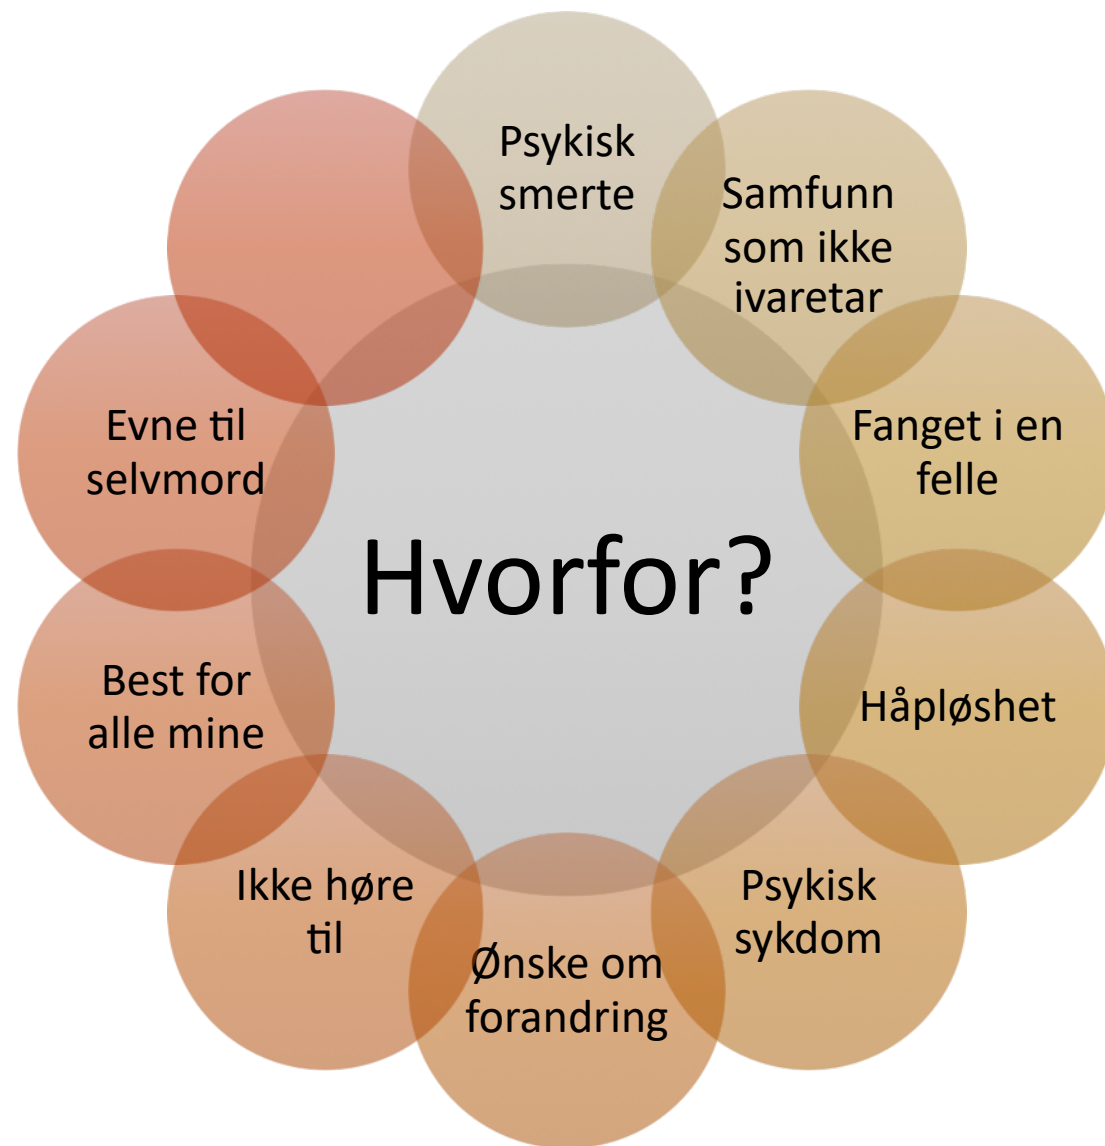 Psykisk
smerte
Samfunn
som ikke
ivaretar
Fanget i en
felle
Håpløshet
Psykisk
sykdom
Ønske om
forandring
Ikke høre
til
Best for
alle mine
Evne til
selvmord
Hvorfor?